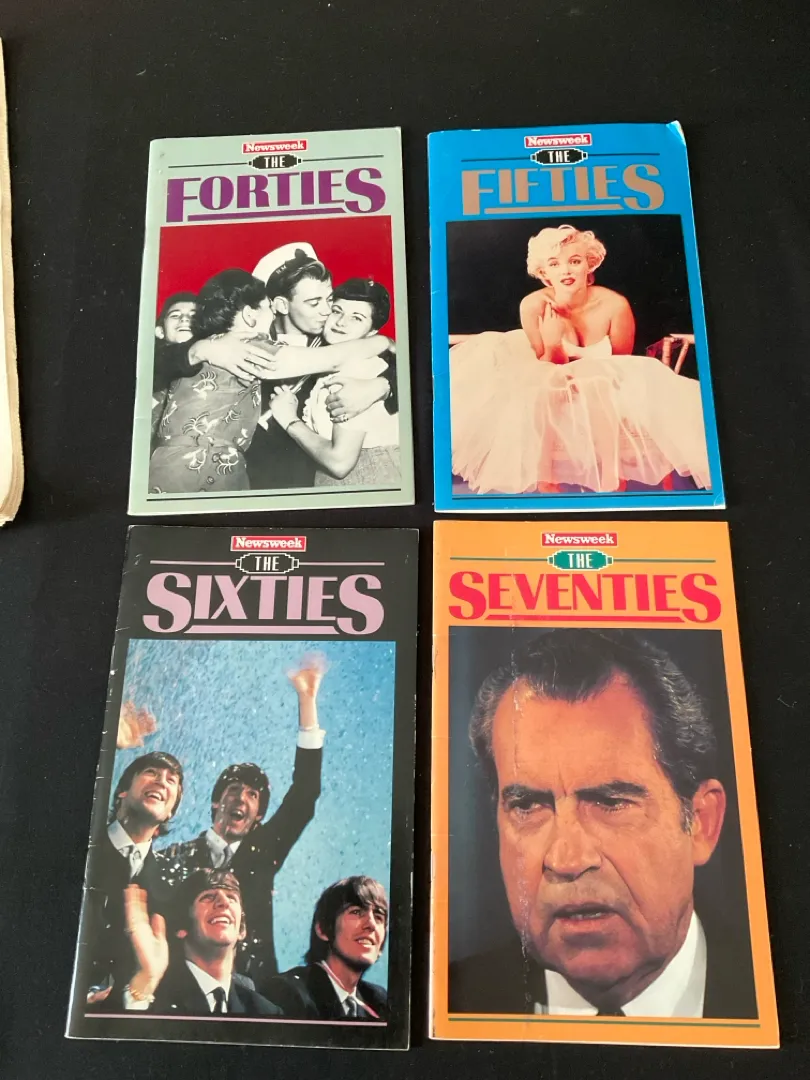 Newsweek
THE
FORTIES
Newsweek
THE
FIFTIES
Newsweek
THE
SIXTIES
Newsweek
THE
SEVENTIES